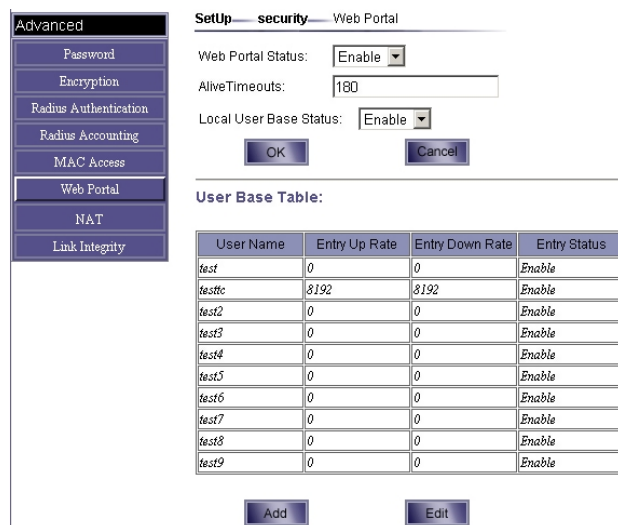 Advanced
Password
Encryption
Radius Authentication
Radius Accounting
MAC Access
Web Portal
NAT
Link Integrity
SetUp security Web Portal
Web Portal Status: Enable
AliveTimeouts: 180
Local User Base Status: Enable
OK Cancel
User Base Table:
User Name Entry Up Rate Entry Down Rate Entry Status
test 0 0 Enable
testtc 8192 8192 Enable
test2 0 0 Enable
test3 0 0 Enable
test4 0 0 Enable
test5 0 0 Enable
test6 0 0 Enable
test7 0 0 Enable
test8 0 0 Enable
test9 0 0 Enable
Add Edit